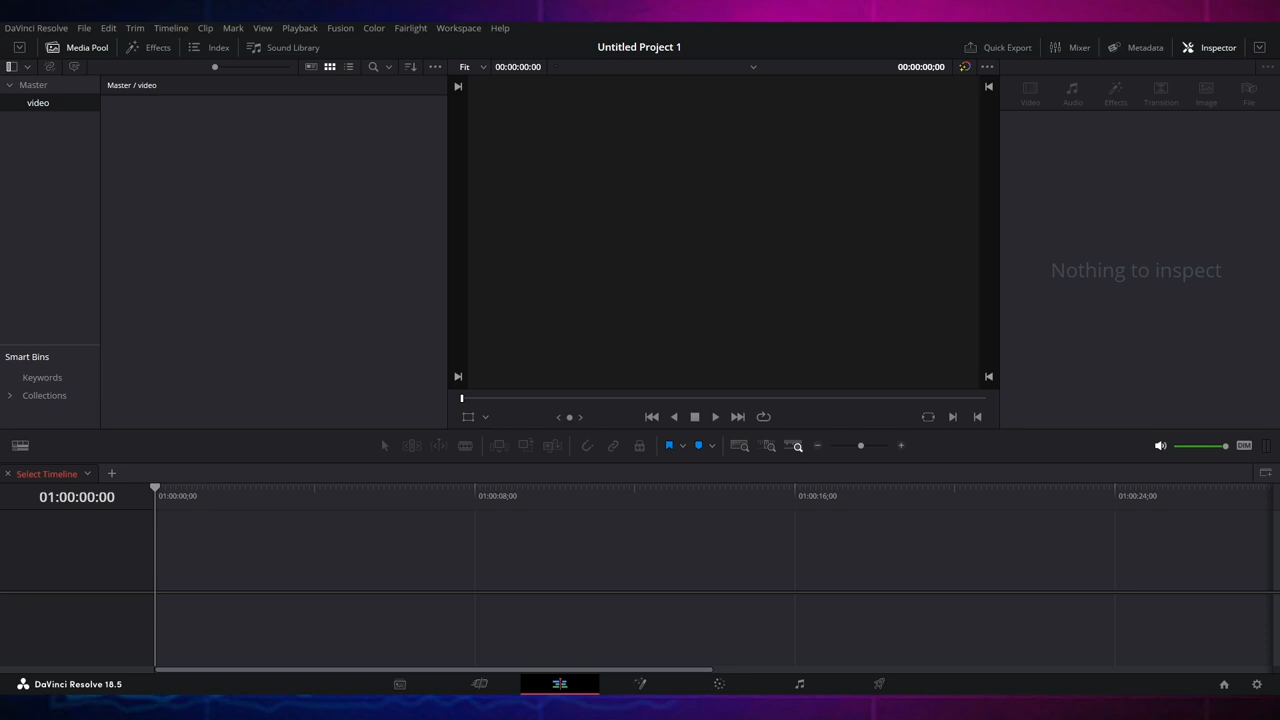 DaVinci Resolve File Edit Trim Timeline Clip Mark View Playback Fusion Color Fairlight Workspace Help
Media Pool Effects Index Sound Library Untitled Project 1 Quick Export Mixer Metadata Inspector
Fit 00:00:00:00 00:00:00;00
Master Master / video
video
Video Audio Effects Transition Image File
Nothing to inspect
Smart Bins
Keywords
Collections
DIM
Select Timeline
01:00:00:00 01:00:00;00 01:00:08;00 01:00:16;00 01:00:24;00
DaVinci Resolve 18.5